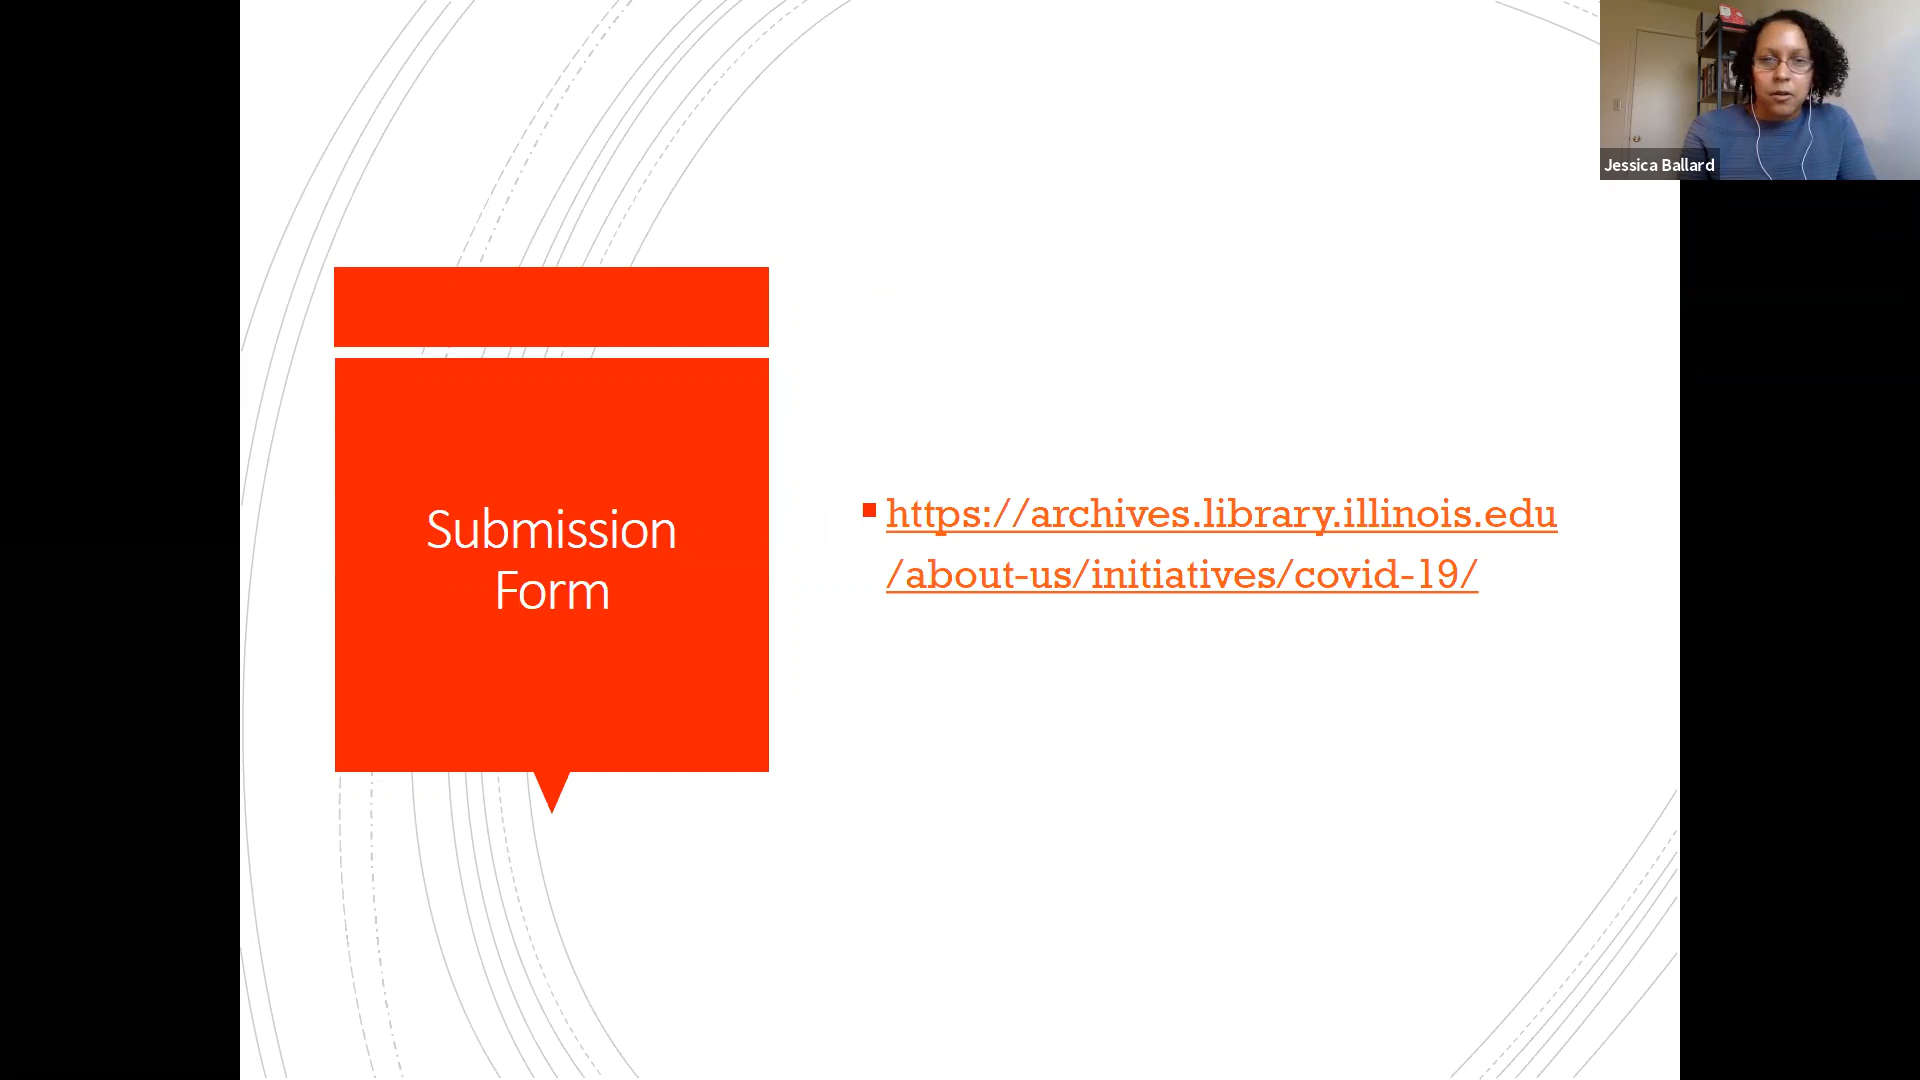 Jessica Ballard
Submission
Form
https://archives.library.illinois.edu
/about-us/initiatives/covid-19/